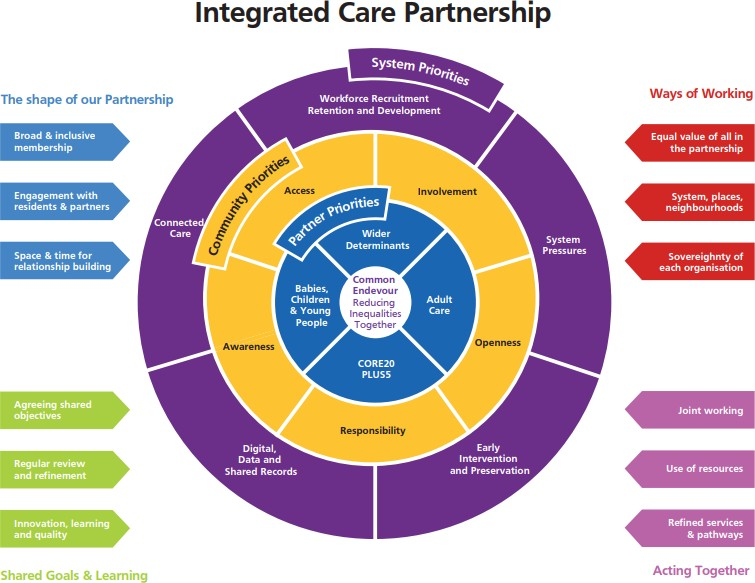 Integrated Care Partnership
The shape of our Partnership
Broad & inclusive
membership
Engagement with
residents & partners
Space & time for
relationship building
Ways of Working
Equal value of all in
the partnership
System, places,
neighbourhoods
Sovereighnty of
each organisation
System Priorities
Workforce Recruitment
Retention and Development
System
Pressures
Early
Intervention
and Preservation
Digital,
Data and
Shared Records
Connected
Care
Community Priorities
Access
Involvement
Openness
Responsibility
Awareness
Partner Priorities
Wider
Determinants
Adult
Care
CORE20
PLUS5
Babies,
Children
& Young
People
Common
Endevour
Reducing
Inequalities
Together
Agreeing shared
objectives
Regular review
and refinement
Innovation, learning
and quality
Shared Goals & Learning
Joint working
Use of resources
Refined services
& pathways
Acting Together